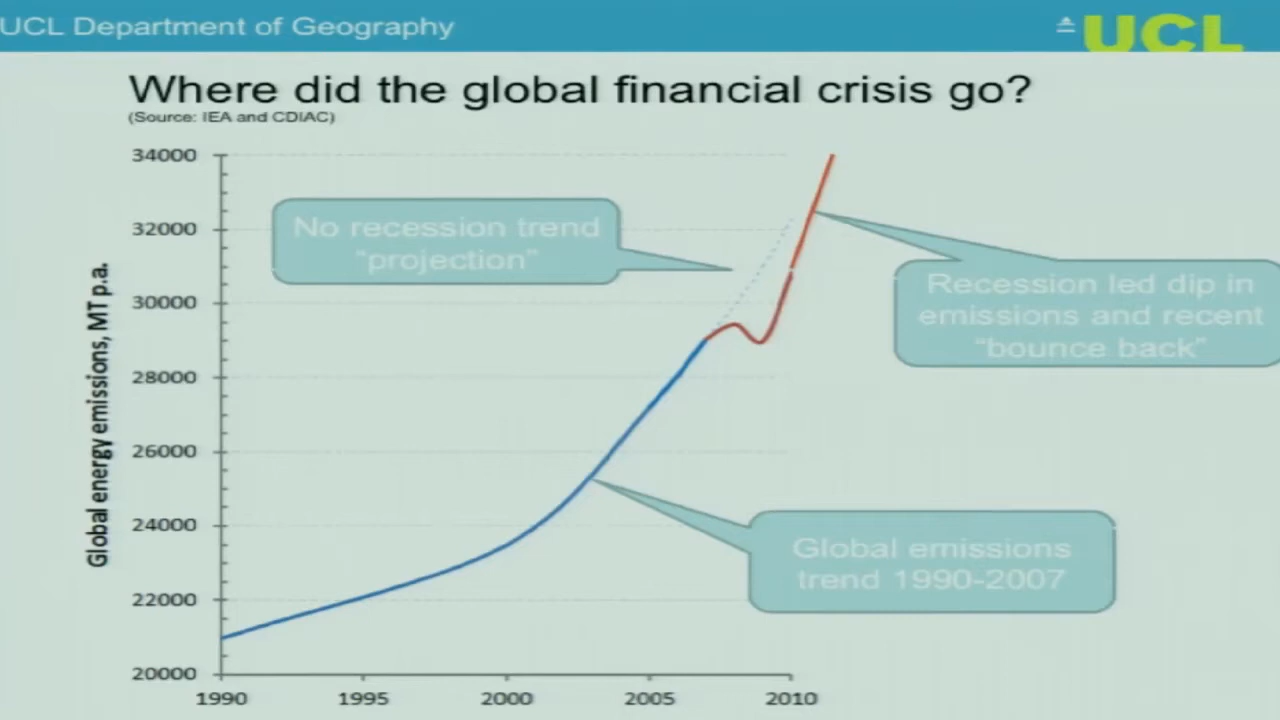 UCL Department of Geography
UCL
Where did the global financial crisis go?
(Source: IEA and CDIAC)
34000
32000
30000
28000
26000
24000
22000
20000
Global energy emissions, MT p.a.
1990
1995
2000
2005
2010
No recession trend
“projection”
Recession led dip in
emissions and recent
“bounce back”
Global emissions
trend 1990-2007